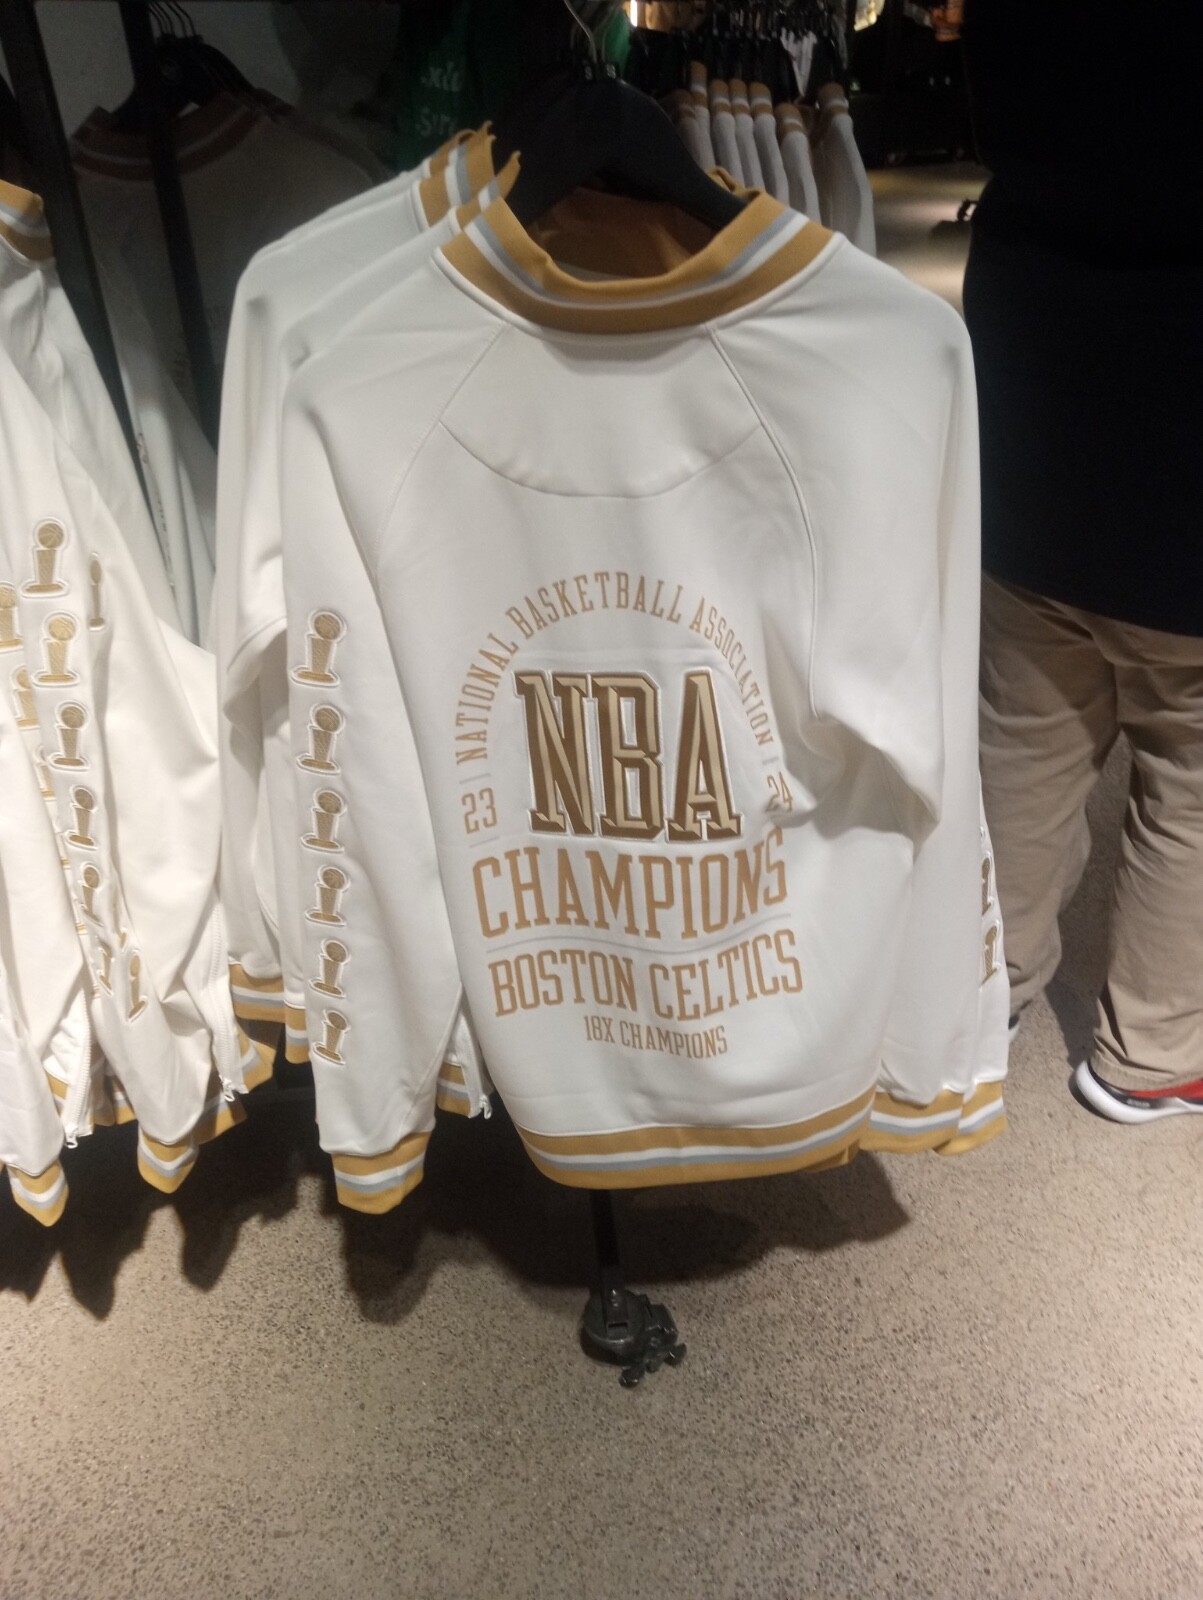 | NATIONAL BASKETBALL ASSOCIATION |
23 24
NBA
CHAMPIONS
BOSTON CELTICS
18X CHAMPIONS